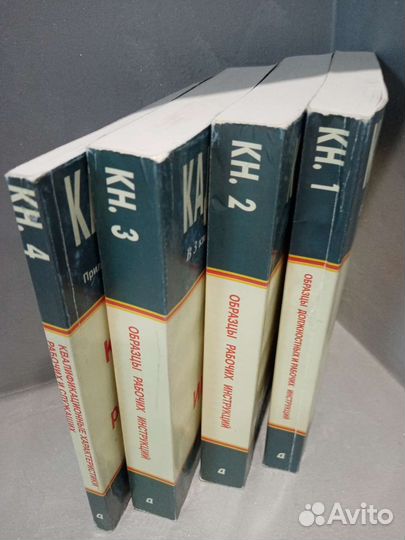 КН. 4
КВАЛИФИКАЦИОННЫЕ ХАРАКТЕРИСТИКИ
РАБОЧИХ И СЛУЖАЩИХ
д
КН. 3
ОБРАЗЦЫ РАБОЧИХ ИНСТРУКЦИЙ
д
В 3
КН. 2
ОБРАЗЦЫ РАБОЧИХ ИНСТРУКЦИЙ
д
КН. 1
ОБРАЗЦЫ ДОЛЖНОСТНЫХ И РАБОЧИХ ИНСТРУКЦИЙ
д
Avito